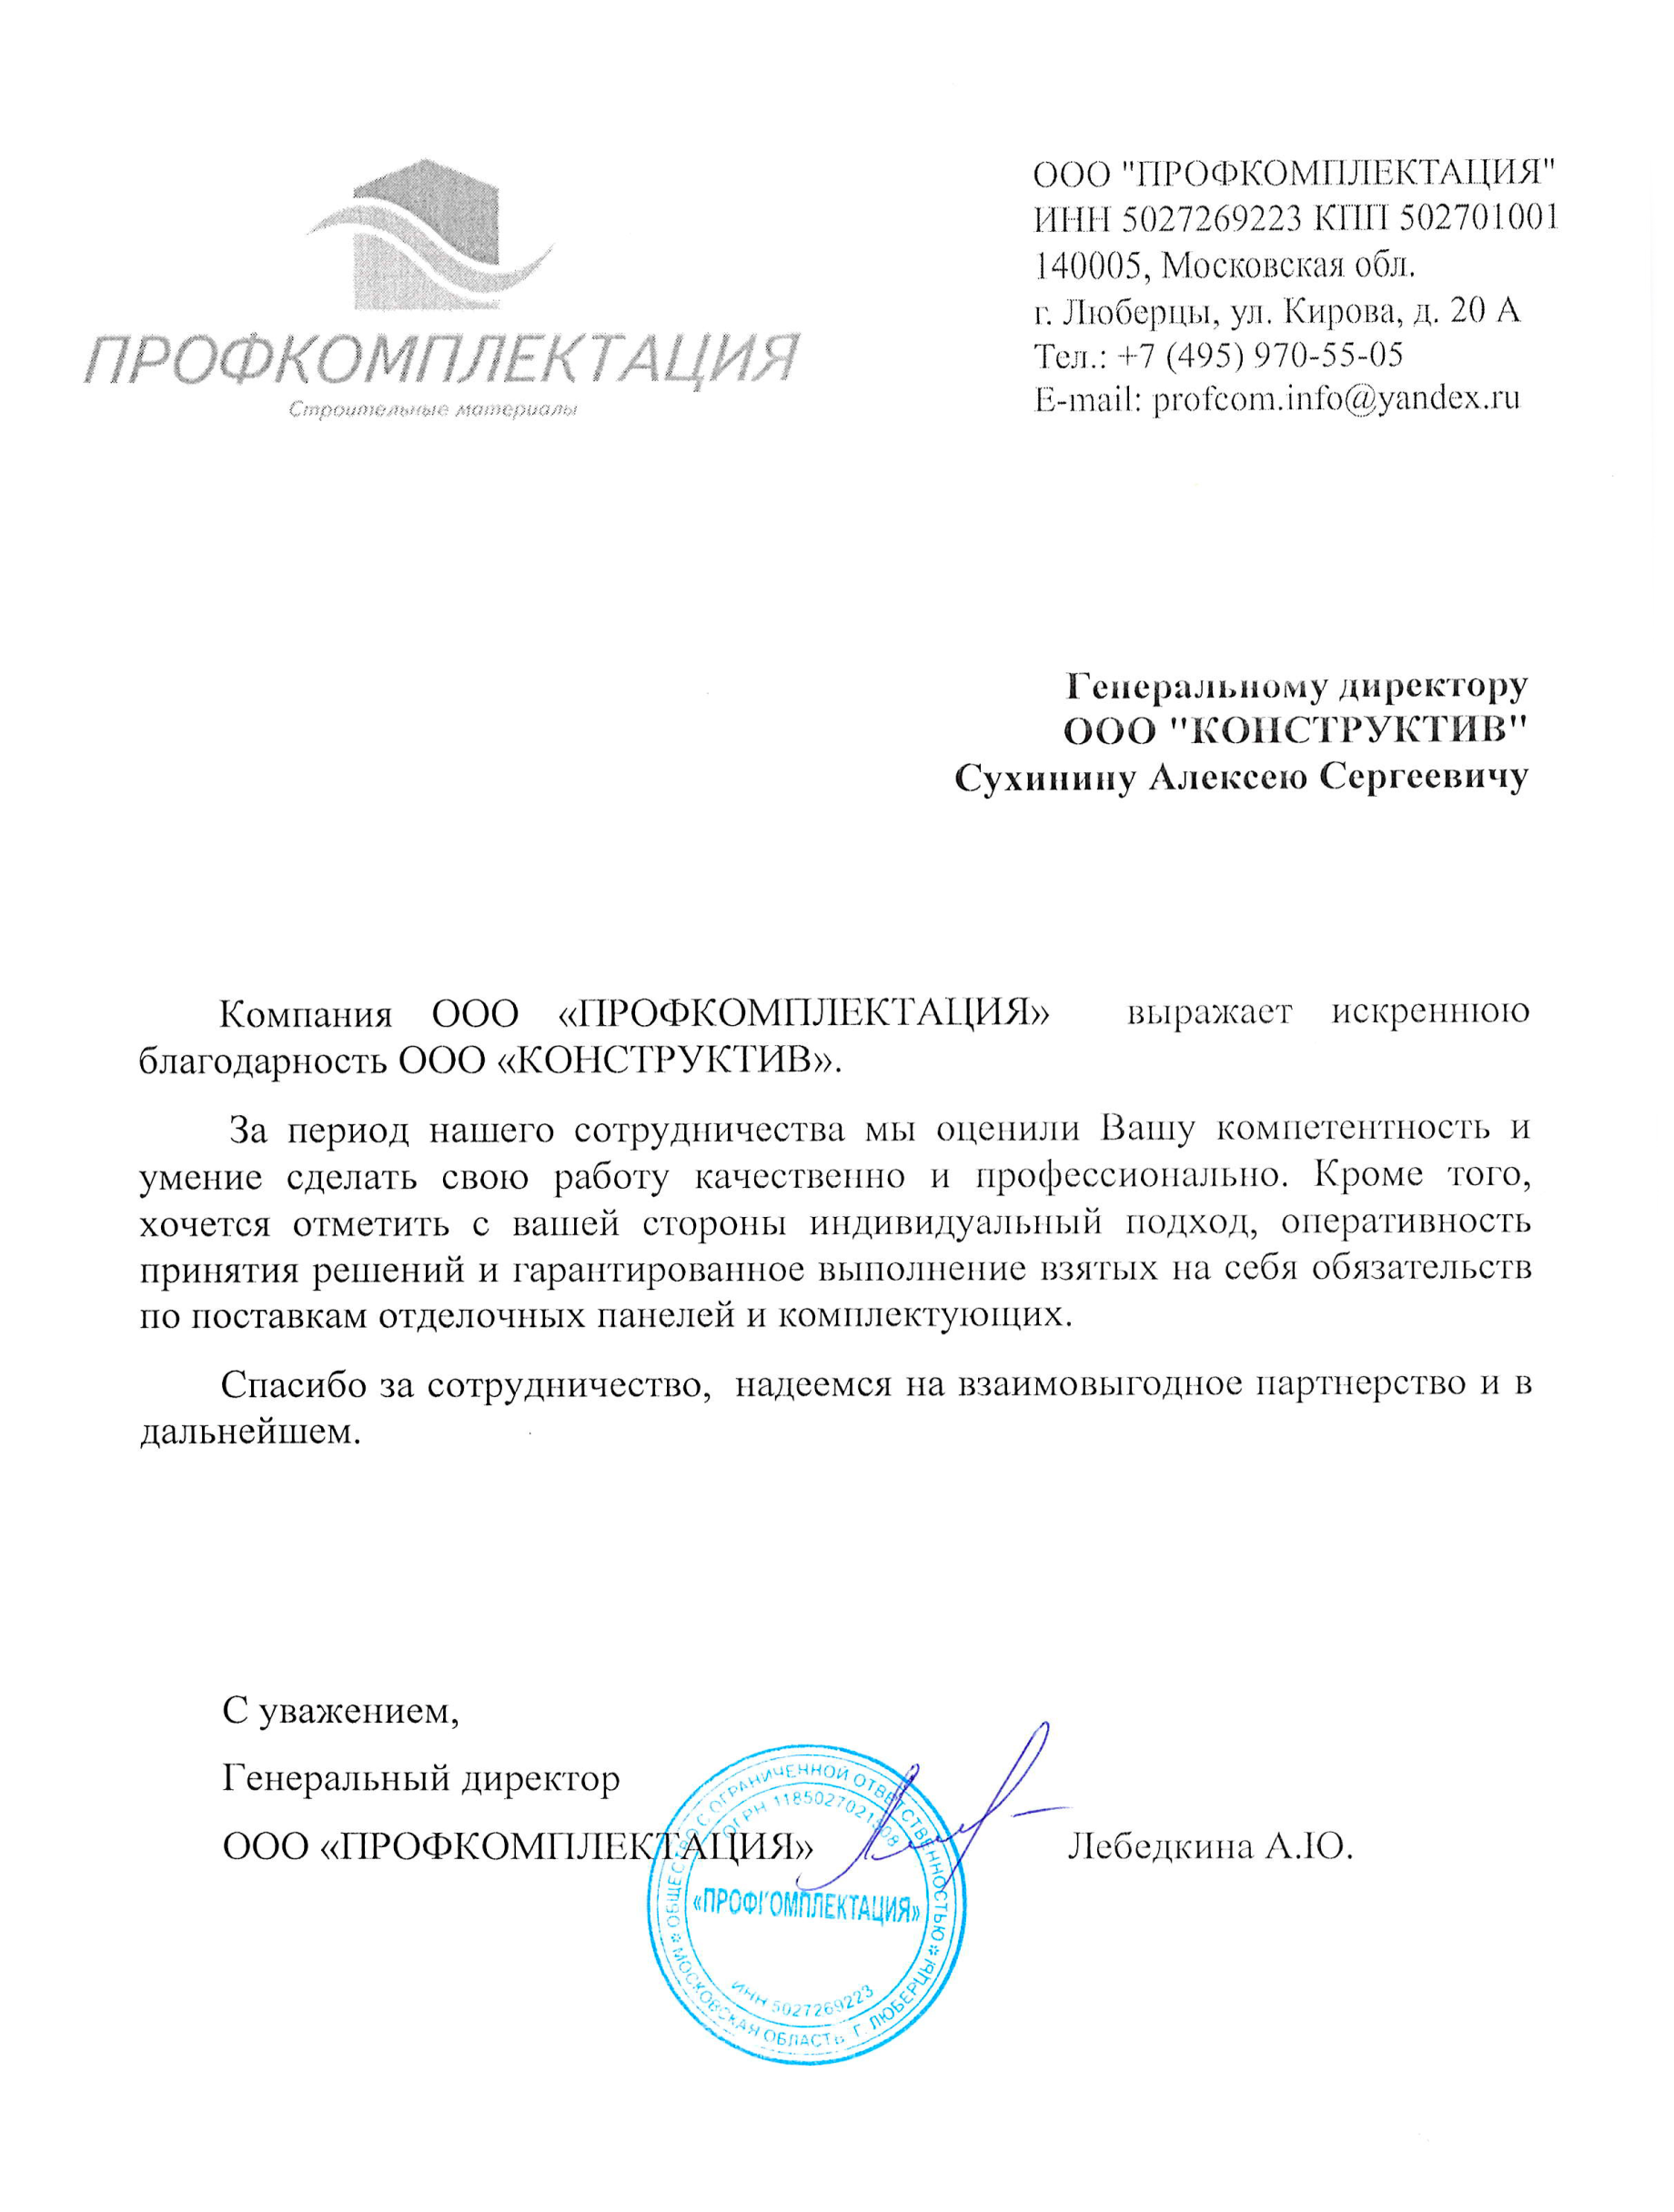 ПРОФКОМПЛЕКТАЦИЯ
Строительные материалы
ООО "ПРОФКОМПЛЕКТАЦИЯ"
ИНН 5027269223 КПП 502701001
140005, Московская обл.
г. Люберцы, ул. Кирова, д. 20 А
Тел.: +7 (495) 970-55-05
E-mail: profcom.info@yandex.ru
Генеральному директору
ООО "КОНСТРУКТИВ"
Сухинину Алексею Сергеевичу
Компания ООО «ПРОФКОМПЛЕКТАЦИЯ» выражает искреннюю
благодарность ООО «КОНСТРУКТИВ».
За период нашего сотрудничества мы оценили Вашу компетентность и
умение сделать свою работу качественно и профессионально. Кроме того,
хочется отметить с вашей стороны индивидуальный подход, оперативность
принятия решений и гарантированное выполнение взятых на себя обязательств
по поставкам отделочных панелей и комплектующих.
Спасибо за сотрудничество, надеемся на взаимовыгодное партнерство и в
дальнейшем.
С уважением,
Генеральный директор
ООО «ПРОФКОМПЛЕКТАЦИЯ» Лебедкина А.Ю.
ОБЩЕСТВО С ОГРАНИЧЕННОЙ ОТВЕТСТВЕННОСТЬЮ
ОГРН
«ПРОФКОМПЛЕКТАЦИЯ»
ИНН 5027269223
МОСКОВСКАЯ ОБЛАСТЬ Г. ЛЮБЕРЦЫ